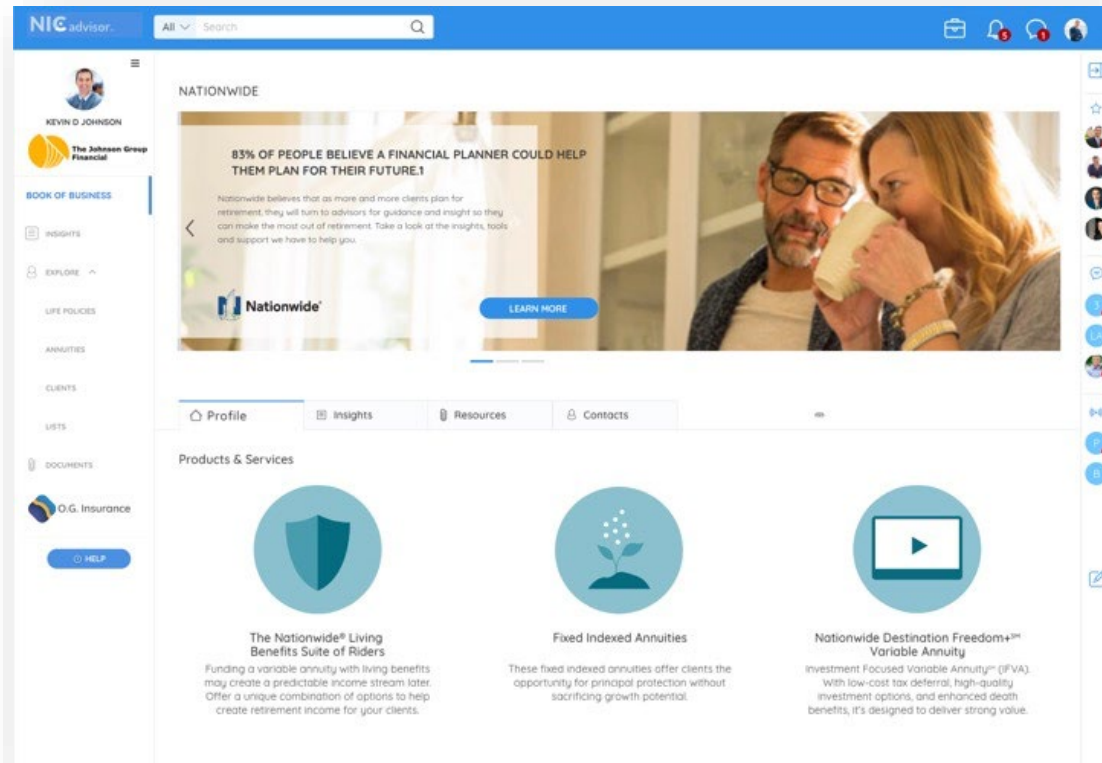 NIC advisor.
All Search
5
1
KEVIN D JOHNSON
The Johnson Group
Financial
BOOK OF BUSINESS
INSIGHTS
EXPLORE
LIFE POLICIES
ANNUITIES
CLIENTS
LISTS
DOCUMENTS
O.G. Insurance
HELP
NATIONWIDE
83% OF PEOPLE BELIEVE A FINANCIAL PLANNER COULD HELP
THEM PLAN FOR THEIR FUTURE.1
Nationwide believes that as more and more clients plan for
retirement, they will turn to advisors for guidance and insight so they
can make the most out of retirement. Take a look at the insights, tools
and support we have to help you.
Nationwide®
LEARN MORE
Profile
Insights
Resources
Contacts
Products & Services
The Nationwide® Living
Benefits Suite of Riders
Funding a variable annuity with living benefits
may create a predictable income stream later.
Offer a unique combination of options to help
create retirement income for your clients.
Fixed Indexed Annuities
These fixed indexed annuities offer clients the
opportunity for principal protection without
sacrificing growth potential.
Nationwide Destination Freedom+℠
Variable Annuity
Investment Focused Variable Annuity℠ (IFVA).
With low-cost tax deferral, high-quality
investment options, and enhanced death
benefits, it's designed to deliver strong value.
3
LA
P
B